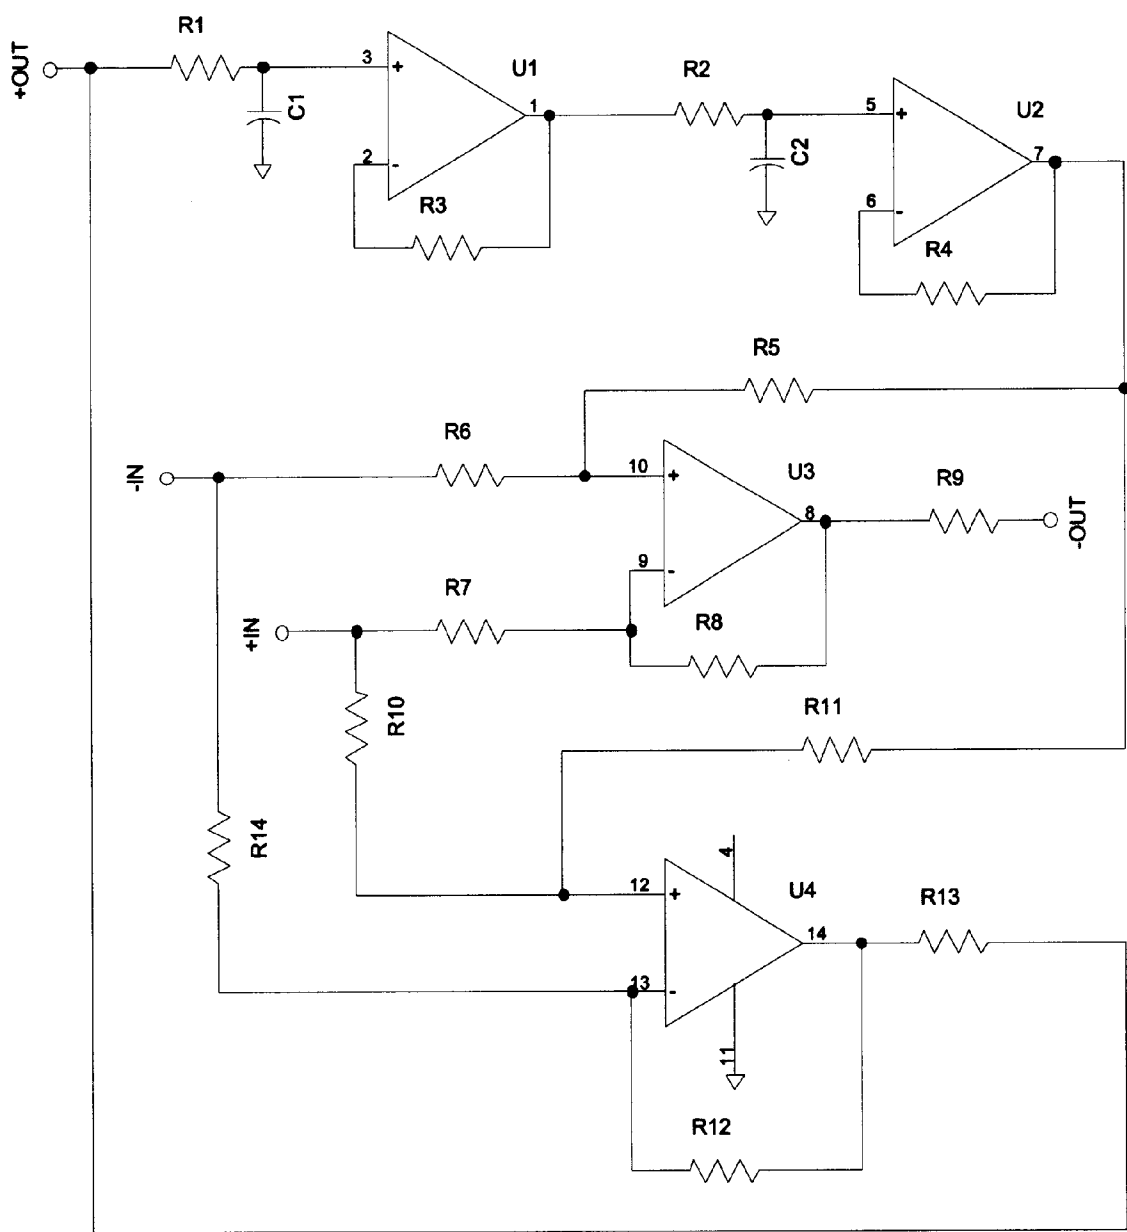 R1
+OUT
3
+
U1
C1
1
2
-
R3
R2
5
+
U2
C2
7
6
-
R4
R5
R6
-IN
10
+
U3
8
R9
-OUT
9
-
R7
+IN
R8
R10
R11
R14
4
12
+
U4
14
R13
13
-
11
R12